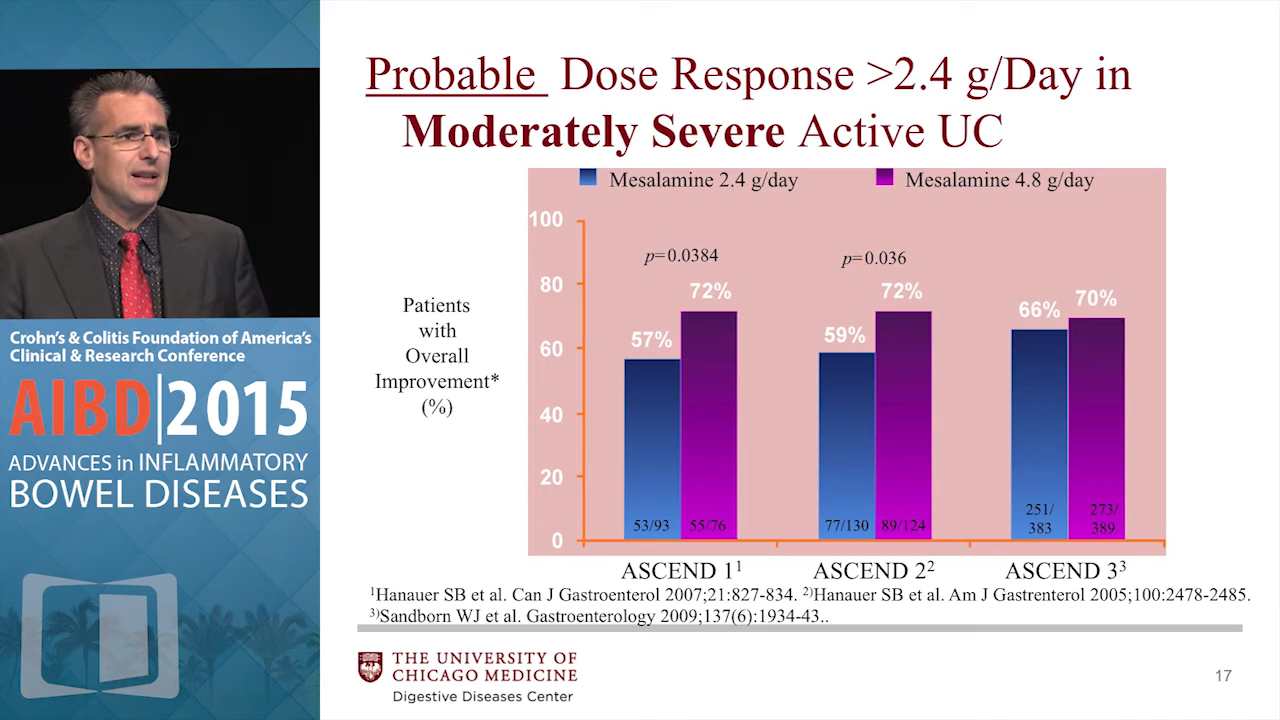 Probable Dose Response >2.4 g/Day in
Moderately Severe Active UC
Mesalamine 2.4 g/day
Mesalamine 4.8 g/day
100
80
60
40
20
0
Patients
with
Overall
Improvement*
(%)
p=0.0384
p=0.036
57%
72%
59%
72%
66%
70%
53/93
55/76
77/130
89/124
251/
383
273/
389
ASCEND 1¹
ASCEND 2²
ASCEND 3³
¹Hanauer SB et al. Can J Gastroenterol 2007;21:827-834. ²⁾Hanauer SB et al. Am J Gastrenterol 2005;100:2478-2485.
³⁾Sandborn WJ et al. Gastroenterology 2009;137(6):1934-43..
THE UNIVERSITY OF
CHICAGO MEDICINE
Digestive Diseases Center
17
Crohn's & Colitis Foundation of America's
Clinical & Research Conference
AIBD|2015
ADVANCES in INFLAMMATORY
BOWEL DISEASES